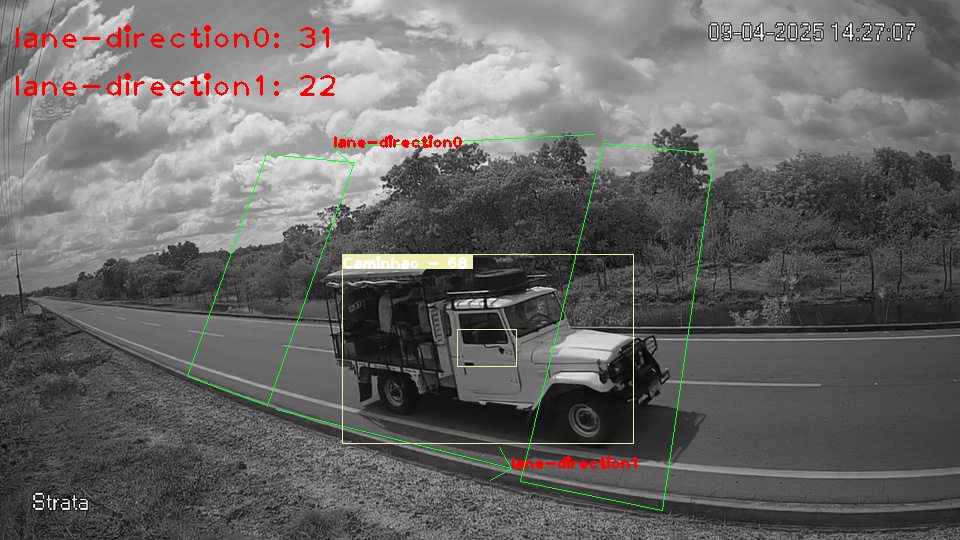 lane-direction0: 31
09-04-2025 14:27:07
lane-direction1: 22
lane-direction0
Caminhao - 68
lane-direction1
Strata